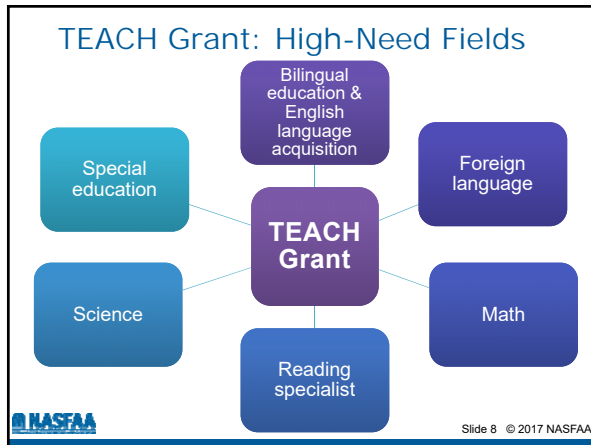 TEACH Grant: High-Need Fields
Bilingual
education &
English
language
acquisition
Special
education
Foreign
language
TEACH
Grant
Science
Math
Reading
specialist
NASFAA
Slide 8 © 2017 NASFAA